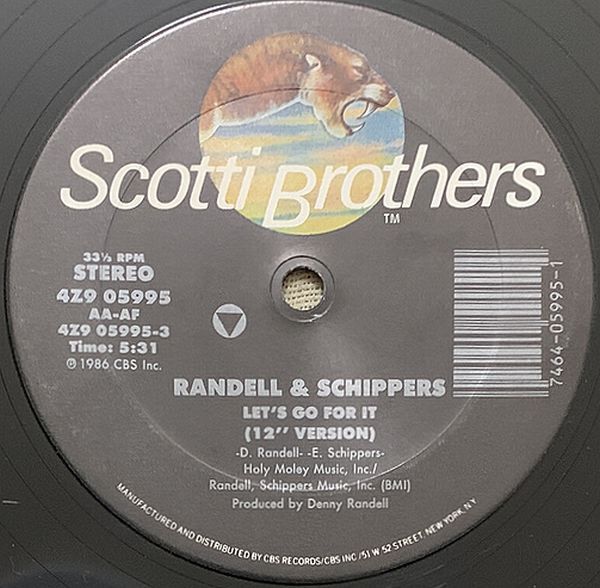 Scotti Brothers
TM
33⅓ RPM
STEREO
4Z9 05995
AA-AF
4Z9 05995-3
Time: 5:31
℗ 1986 CBS Inc.
7464-05995-1
RANDELL & SCHIPPERS
LET'S GO FOR IT
(12" VERSION)
-D. Randell- -E. Schippers-
Holy Moley Music, Inc./
Randell, Schippers Music, Inc. (BMI)
Produced by Denny Randell
MANUFACTURED AND DISTRIBUTED BY CBS RECORDS/CBS INC./51 W 52 STREET, NEW YORK, N.Y.